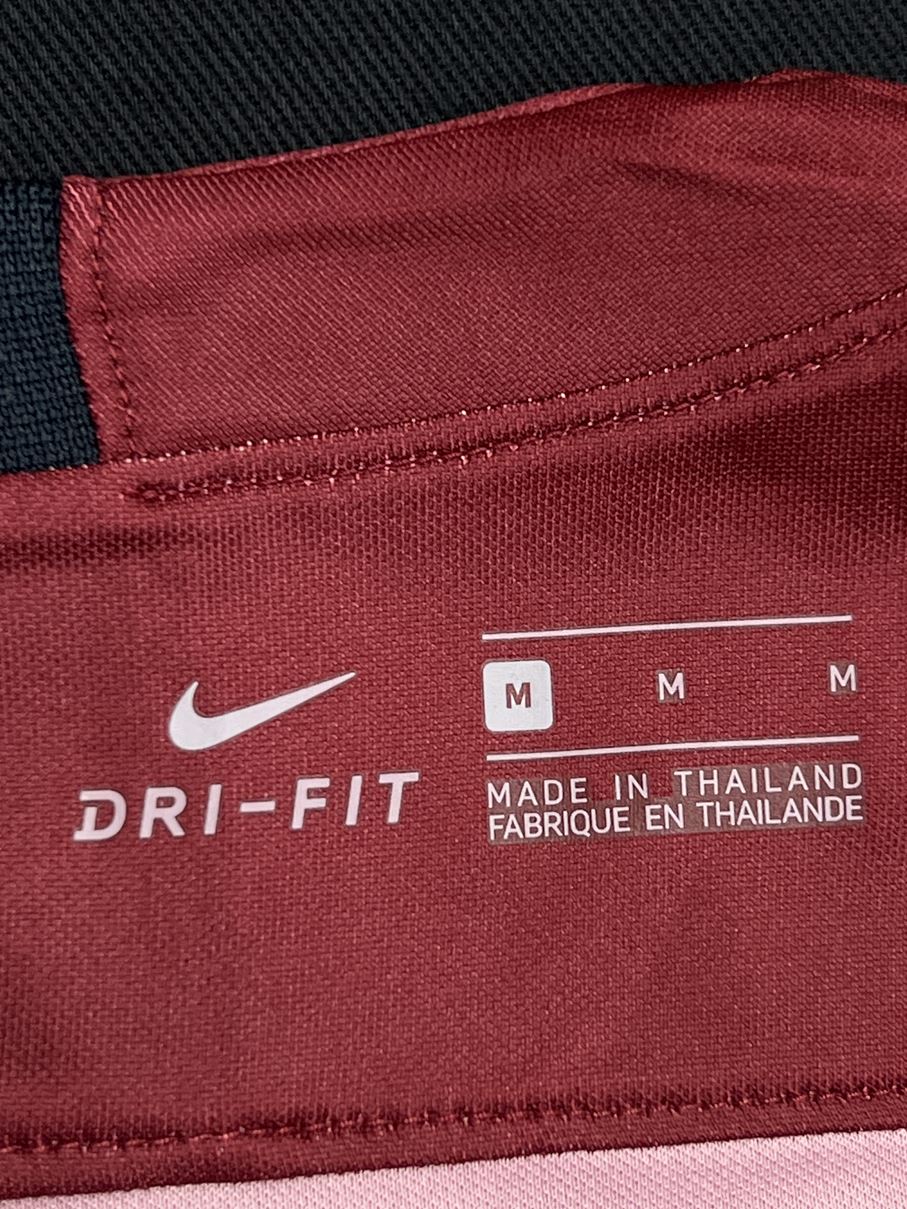 DRI-FIT
M M M
MADE IN THAILAND
FABRIQUE EN THAILANDE